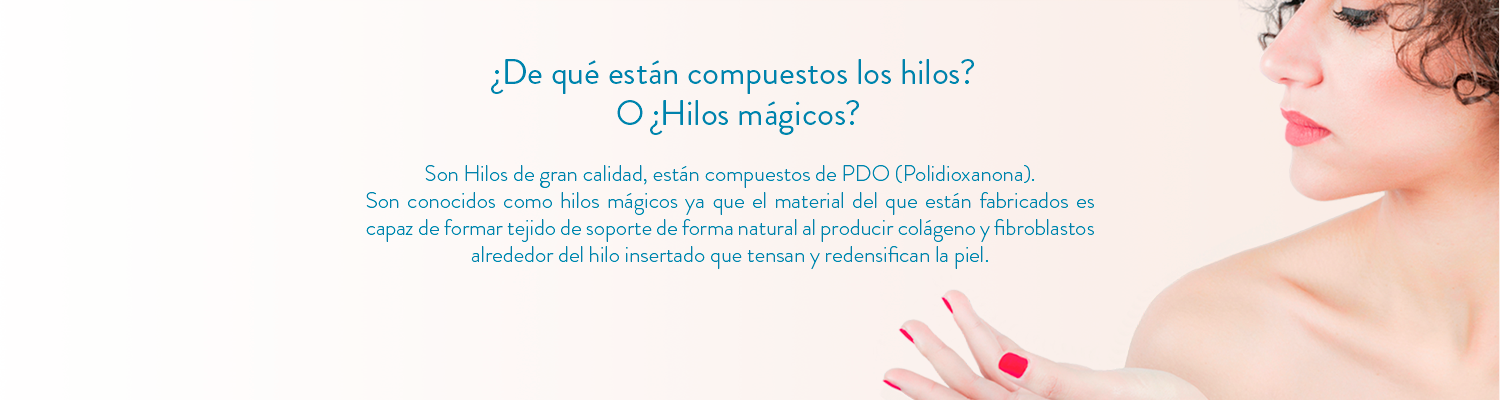 ¿De qué están compuestos los hilos?
O ¿Hilos mágicos?
Son Hilos de gran calidad, están compuestos de PDO (Polidioxanona).
Son conocidos como hilos mágicos ya que el material del que están fabricados es
capaz de formar tejido de soporte de forma natural al producir colágeno y fibroblastos
alrededor del hilo insertado que tensan y redensifican la piel.